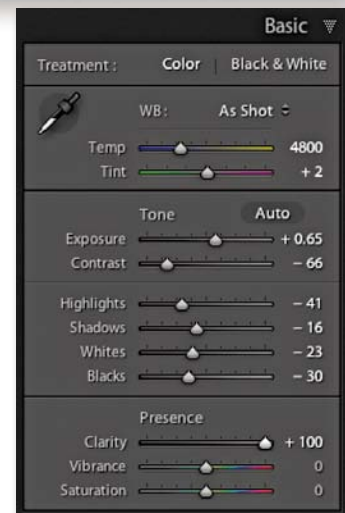 Basic
Treatment : Color | Black & White
WB : As Shot
Temp 4800
Tint + 2
Tone Auto
Exposure + 0.65
Contrast – 66
Highlights – 41
Shadows – 16
Whites – 23
Blacks – 30
Presence
Clarity + 100
Vibrance 0
Saturation 0